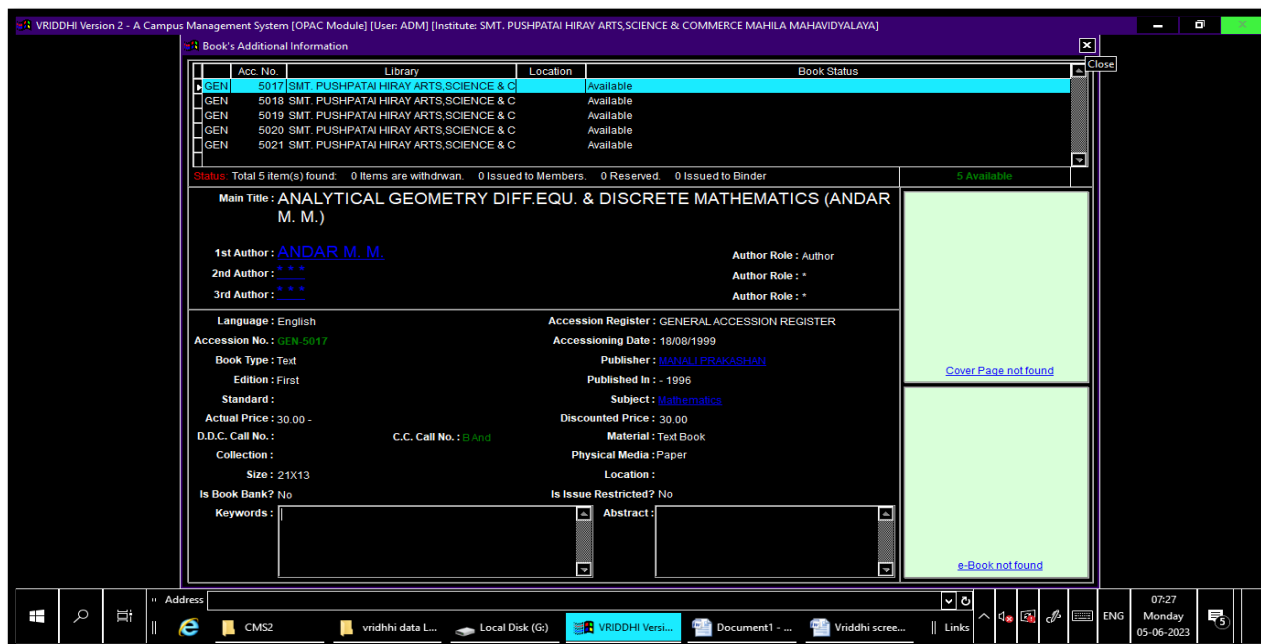 VRIDDHI Version 2 - A Campus Management System [OPAC Module] [User: ADM] [Institute: SMT. PUSHPATAI HIRAY ARTS,SCIENCE & COMMERCE MAHILA MAHAVIDYALAYA]
Book's Additional Information
Close
Acc. No. Library Location Book Status
GEN 5017 SMT. PUSHPATAI HIRAY ARTS,SCIENCE & C Available
GEN 5018 SMT. PUSHPATAI HIRAY ARTS,SCIENCE & C Available
GEN 5019 SMT. PUSHPATAI HIRAY ARTS,SCIENCE & C Available
GEN 5020 SMT. PUSHPATAI HIRAY ARTS,SCIENCE & C Available
GEN 5021 SMT. PUSHPATAI HIRAY ARTS,SCIENCE & C Available
Status: Total 5 item(s) found: 0 Items are withdrwan. 0 Issued to Members. 0 Reserved. 0 Issued to Binder 5 Available
Main Title : ANALYTICAL GEOMETRY DIFF.EQU. & DISCRETE MATHEMATICS (ANDAR
M. M.)
1st Author : ANDAR M. M. Author Role : Author
2nd Author : * * * Author Role : *
3rd Author : * * * Author Role : *
Language : English Accession Register : GENERAL ACCESSION REGISTER
Accession No. : GEN-5017 Accessioning Date : 18/08/1999
Book Type : Text Publisher : MANALI PRAKASHAN
Edition : First Published In : - 1996
Standard : Subject : Mathematics
Actual Price : 30.00 - Discounted Price : 30.00
D.D.C. Call No. : C.C. Call No. : B And Material : Text Book
Collection : Physical Media : Paper
Size : 21X13 Location :
Is Book Bank? No Is Issue Restricted? No
Keywords : Abstract :
Cover Page not found
e-Book not found
Address
CMS2 vridhhi data L... Local Disk (G:) VRIDDHI Versi... Document1 - ... Vriddhi scree... Links ENG
07:27
Monday
05-06-2023
5